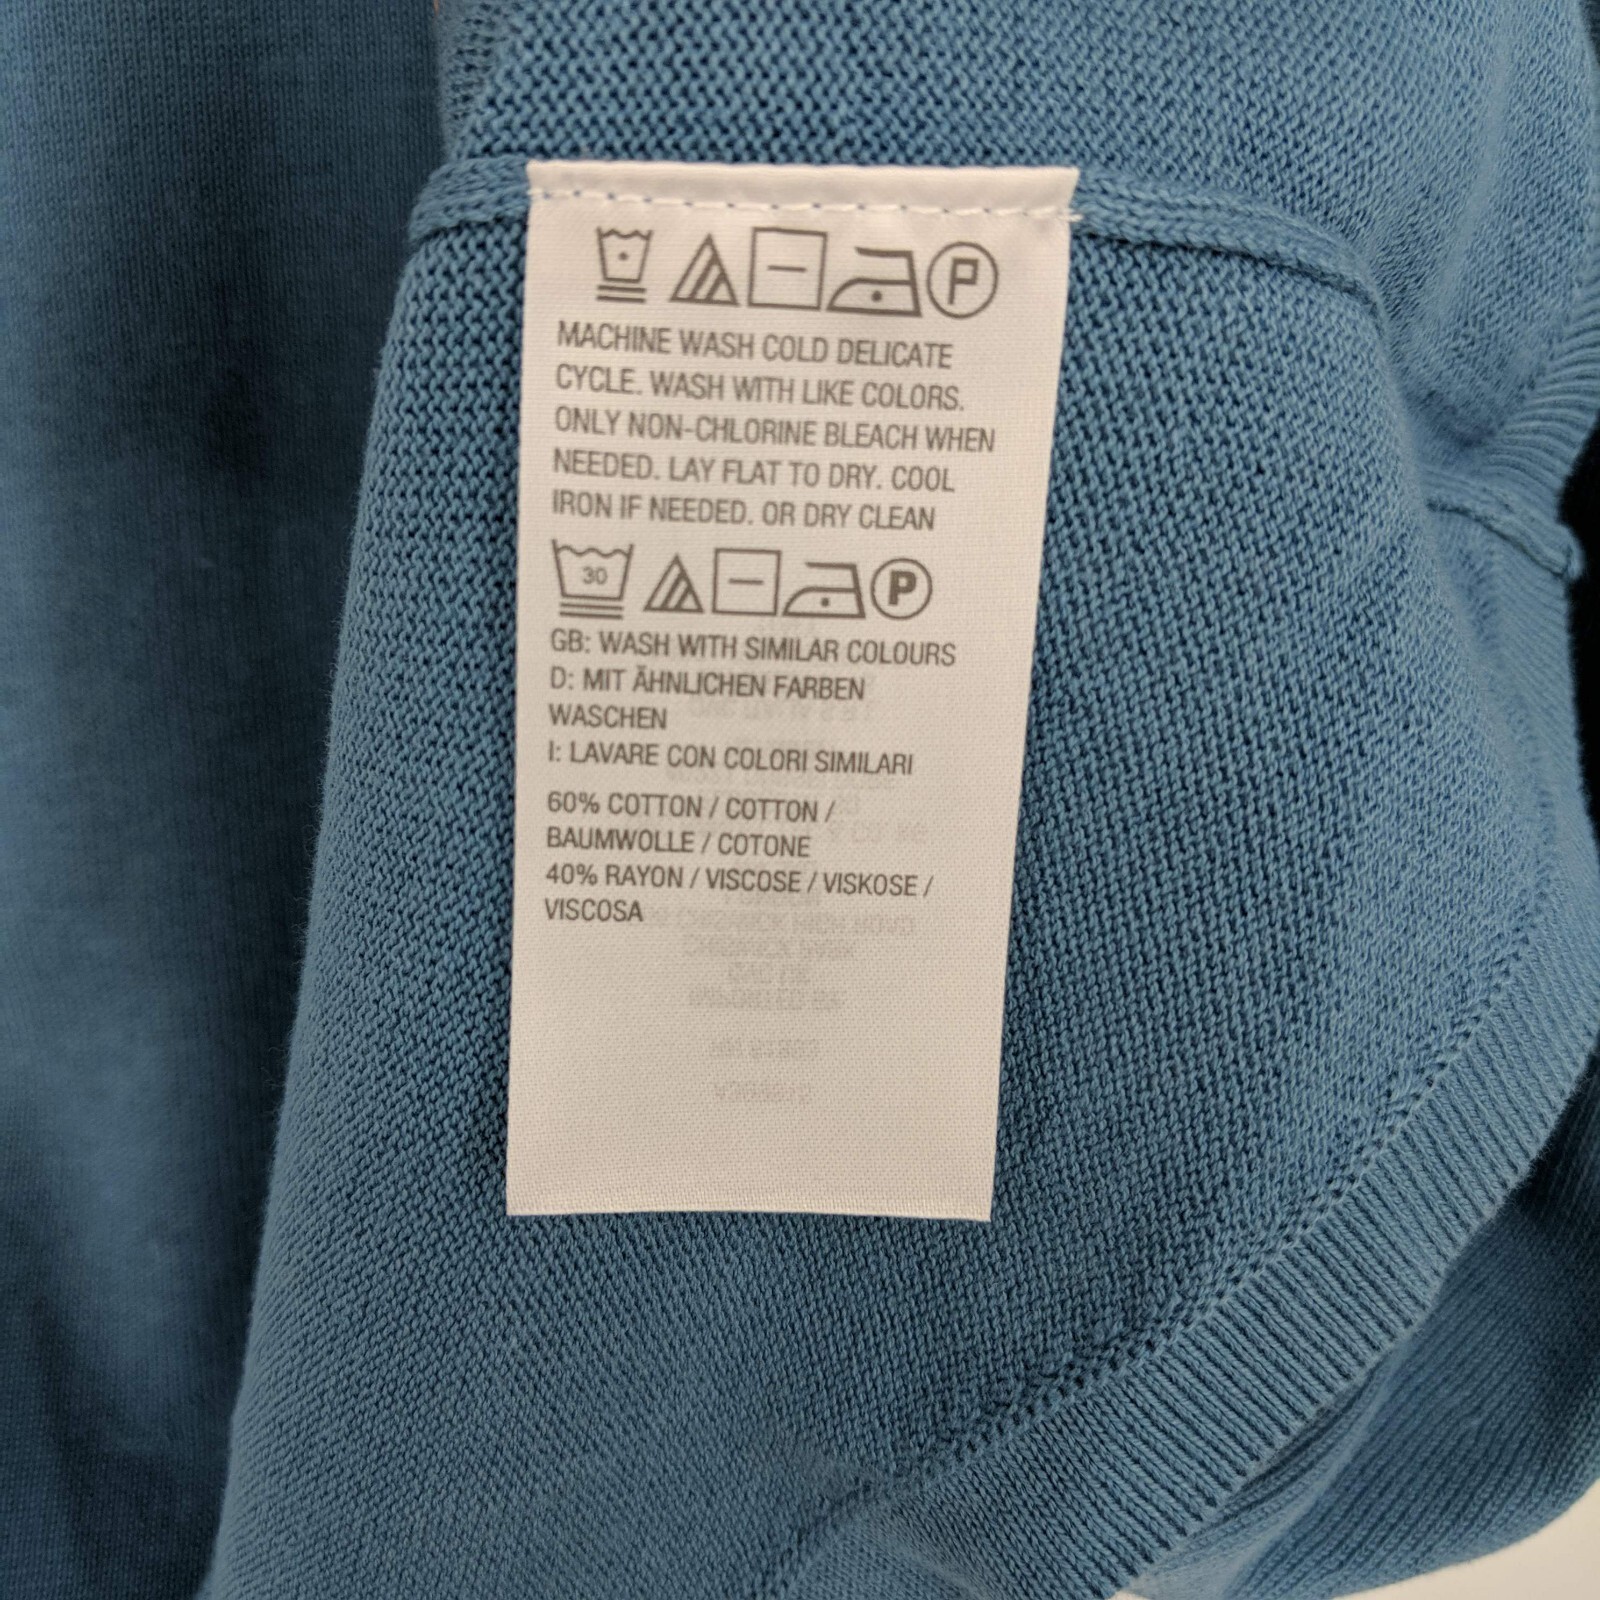 P
MACHINE WASH COLD DELICATE
CYCLE. WASH WITH LIKE COLORS.
ONLY NON-CHLORINE BLEACH WHEN
NEEDED. LAY FLAT TO DRY. COOL
IRON IF NEEDED. OR DRY CLEAN
30 P
GB: WASH WITH SIMILAR COLOURS
D: MIT ÄHNLICHEN FARBEN
WASCHEN
I: LAVARE CON COLORI SIMILARI
60% COTTON / COTTON /
BAUMWOLLE / COTONE
40% RAYON / VISCOSE / VISKOSE /
VISCOSA